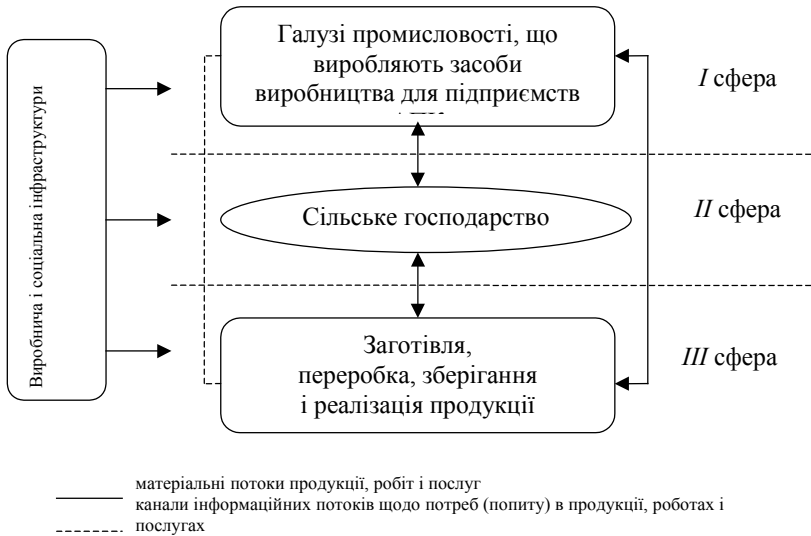 Виробнича і соціальна інфраструктури
Галузі промисловості, що
виробляють засоби
виробництва для підприємств
I сфера
Сільське господарство
II сфера
Заготівля,
переробка, зберігання
і реалізація продукції
III сфера
матеріальні потоки продукції, робіт і послуг
канали інформаційних потоків щодо потреб (попиту) в продукції, роботах і
послугах